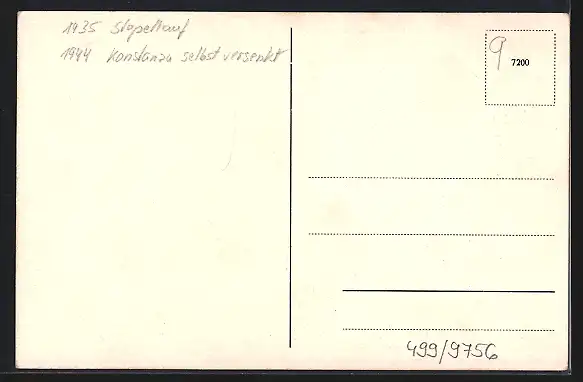 1935 Stapellauf
1944 Konstanza selbst versenkt
9
7200
499/9756